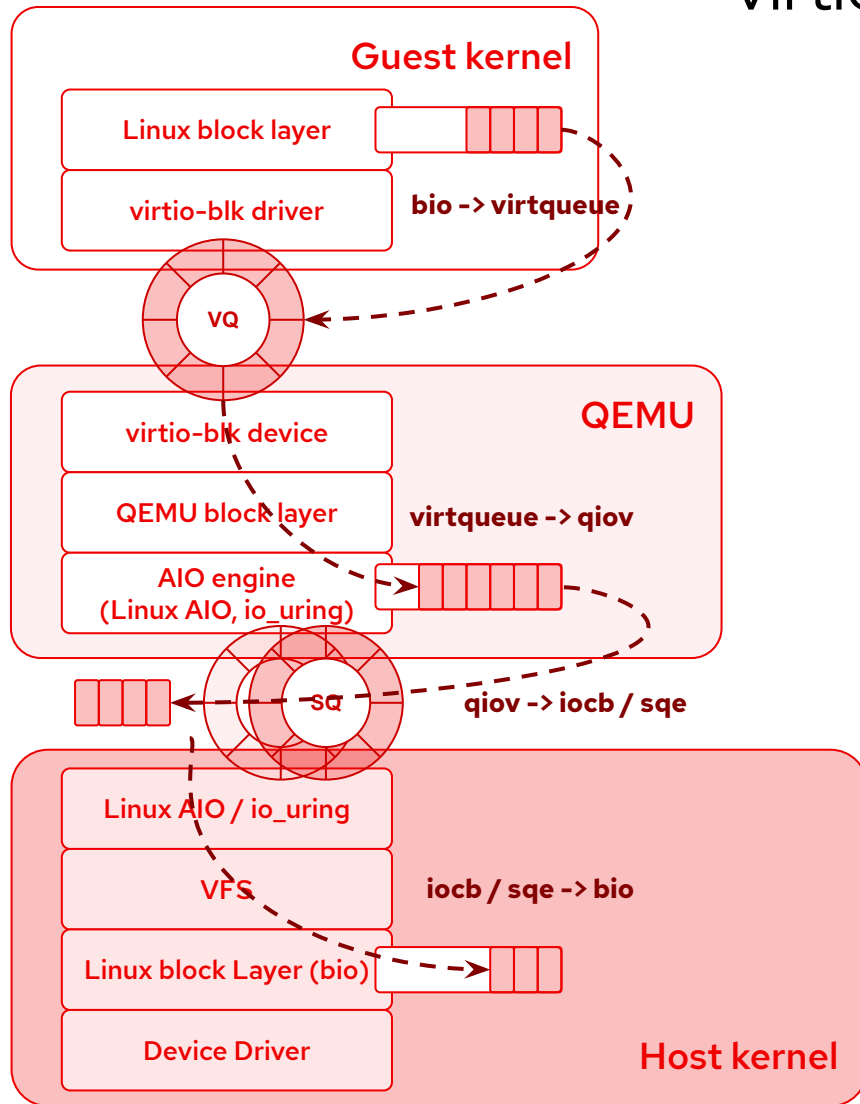 Guest kernel
Linux block layer
virtio-blk driver
bio -> virtqueue
VQ
QEMU
virtio-blk device
QEMU block layer
virtqueue -> qiov
AIO engine
(Linux AIO, io_uring)
SQ
qiov -> iocb / sqe
Linux AIO / io_uring
VFS
iocb / sqe -> bio
Linux block Layer (bio)
Device Driver
Host kernel